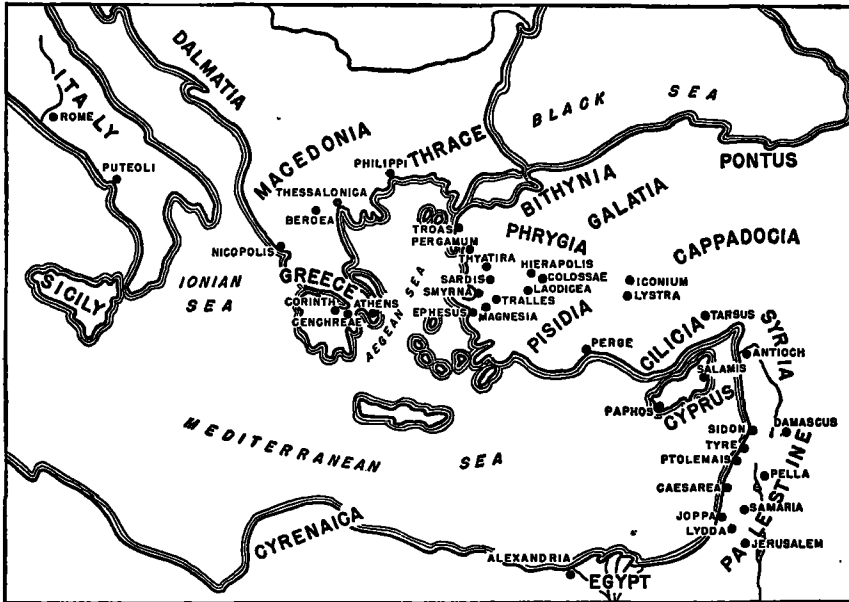 ITALY
DALMATIA
BLACK SEA
ROME
MACEDONIA
THRACE
PONTUS
PUTEOLI
PHILIPPI
BITHYNIA
GALATIA
THESSALONICA
BEROEA
TROAS
PERGAMUM
PHRYGIA
CAPPADOCIA
NICOPOLIS
THYATIRA
HIERAPOLIS
GREECE
SARDIS
COLOSSAE
ICONIUM
SICILY
IONIAN
SEA
SMYRNA
LAODICEA
LYSTRA
CORINTH
ATHENS
TRALLES
CENCHREAE
AEGEAN SEA
EPHESUS
MAGNESIA
PISIDIA
TARSUS
PERGE
CILICIA
SYRIA
ANTIOCH
SALAMIS
PAPHOS
CYPRUS
MEDITERRANEAN SEA
SIDON
DAMASCUS
TYRE
PTOLEMAIS
PELLA
CAESAREA
PALESTINE
SAMARIA
CYRENAICA
JOPPA
LYDDA
JERUSALEM
ALEXANDRIA
EGYPT